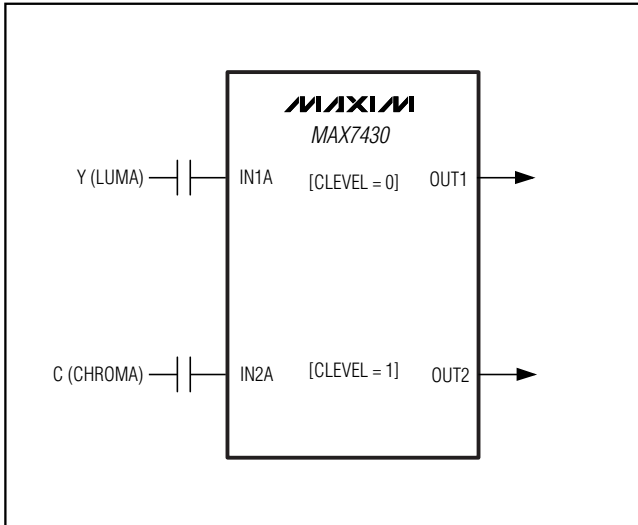 MAXIM
MAX7430
Y (LUMA) IN1A [CLEVEL = 0] OUT1
C (CHROMA) IN2A [CLEVEL = 1] OUT2